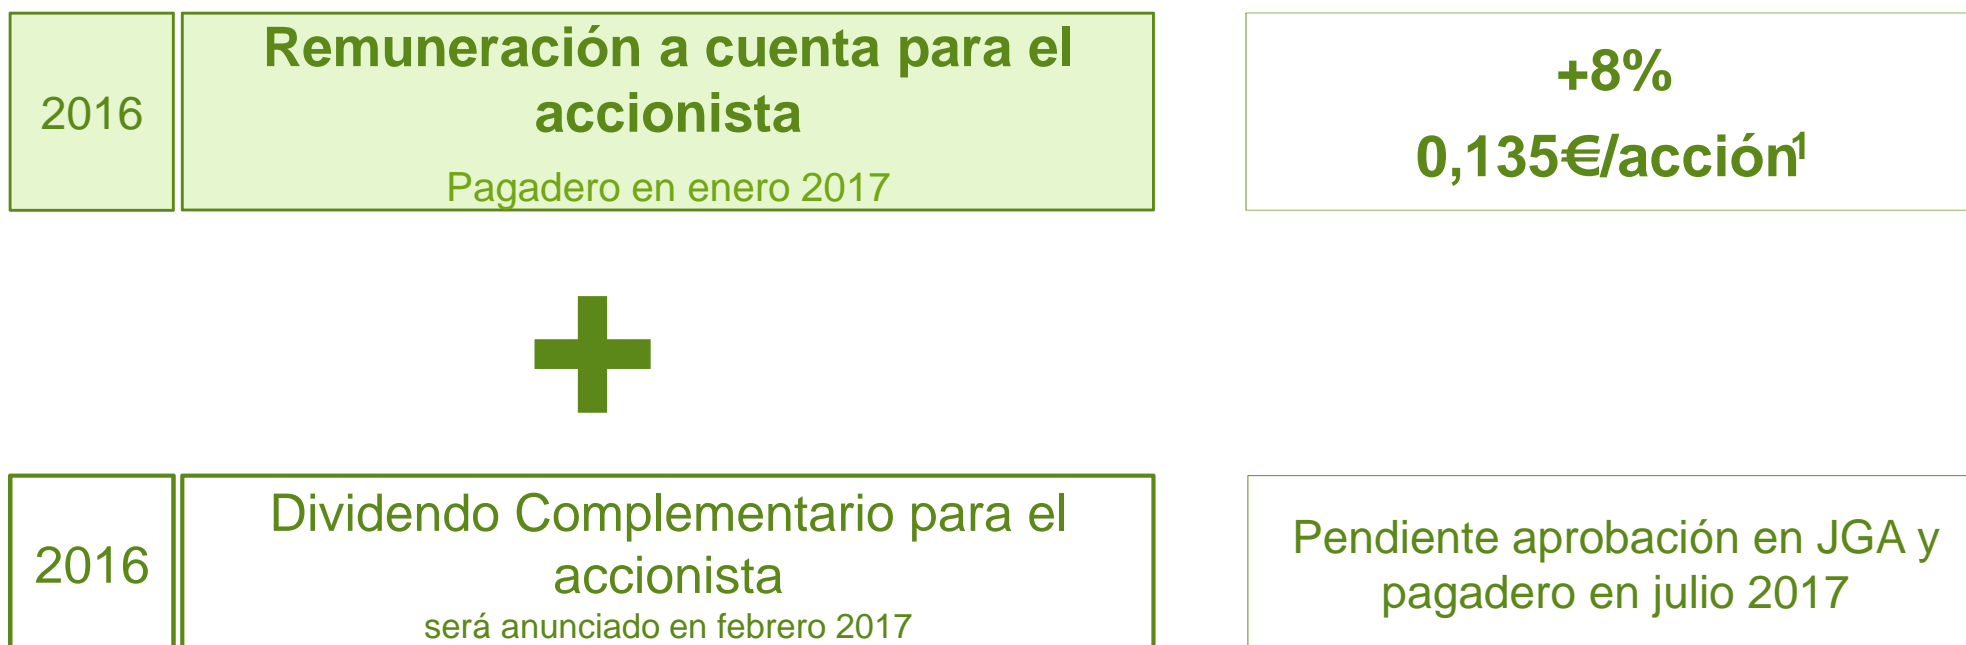 2016
Remuneración a cuenta para el
accionista
Pagadero en enero 2017
+8%
0,135€/acción¹
2016
Dividendo Complementario para el
accionista
será anunciado en febrero 2017
Pendiente aprobación en JGA y
pagadero en julio 2017